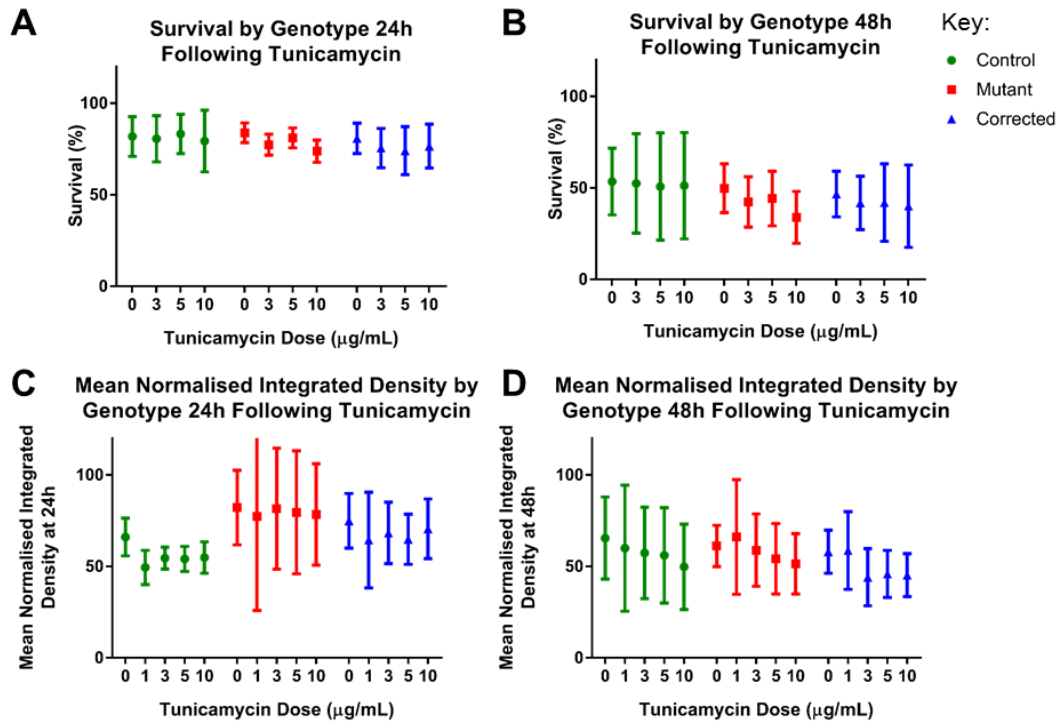 A
Survival by Genotype 24h
Following Tunicamycin
100
50
0
Survival (%)
0 3 5 10 0 3 5 10 0 3 5 10
Tunicamycin Dose (μg/mL)
B
Survival by Genotype 48h
Following Tunicamycin
100
50
0
Survival (%)
0 3 5 10 0 3 5 10 0 3 5 10
Tunicamycin Dose (μg/mL)
Key:
Control
Mutant
Corrected
C
Mean Normalised Integrated Density by
Genotype 24h Following Tunicamycin
Mean Normalised Integrated
Density at 24h
100
50
0
0 1 3 5 10 0 1 3 5 10 0 1 3 5 10
Tunicamycin Dose (μg/mL)
D
Mean Normalised Integrated Density by
Genotype 48h Following Tunicamycin
Mean Normalised Integrated
Density at 48h
100
50
0
0 1 3 5 10 0 1 3 5 10 0 1 3 5 10
Tunicamycin Dose (μg/mL)